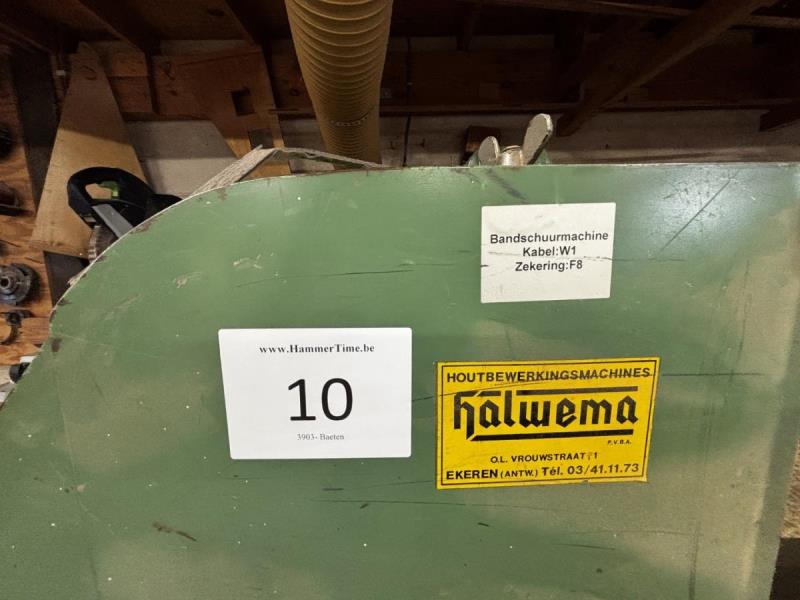 Bandschuurmachine
Kabel:W1
Zekering:F8
www.HammerTime.be
10
3903- Baeten
HOUTBEWERKINGSMACHINES
halwema
P.V.B.A.
O.L. VROUWSTRAAT 1
EKEREN (ANTW.) Tél. 03/41.11.73